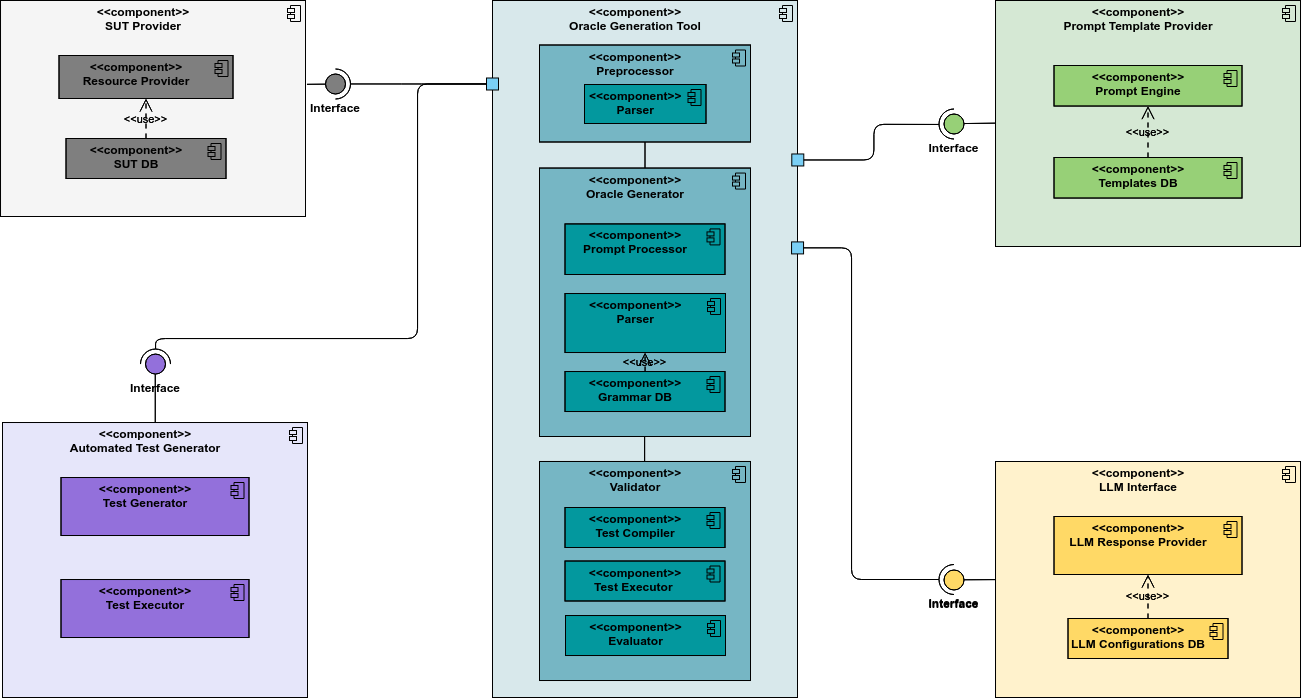 <<component>>
SUT Provider
<<component>>
Resource Provider
<<use>>
<<component>>
SUT DB
Interface
<<component>>
Oracle Generation Tool
<<component>>
Preprocessor
<<component>>
Parser
<<component>>
Oracle Generator
<<component>>
Prompt Processor
<<component>>
Parser
<<use>>
<<component>>
Grammar DB
<<component>>
Validator
<<component>>
Test Compiler
<<component>>
Test Executor
<<component>>
Evaluator
Interface
<<component>>
Prompt Template Provider
<<component>>
Prompt Engine
<<use>>
<<component>>
Templates DB
Interface
<<component>>
Automated Test Generator
<<component>>
Test Generator
<<component>>
Test Executor
Interface
<<component>>
LLM Interface
<<component>>
LLM Response Provider
<<use>>
<<component>>
LLM Configurations DB